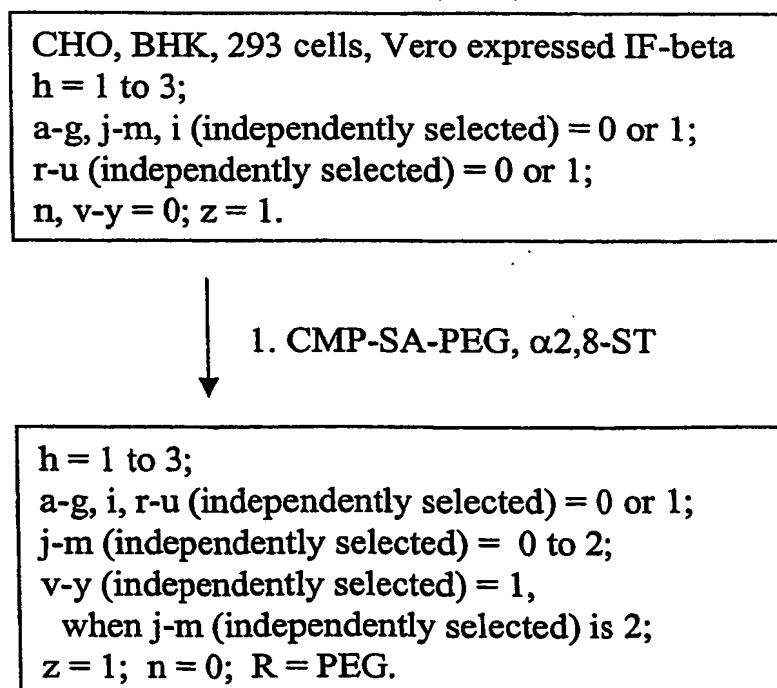 CHO, BHK, 293 cells, Vero expressed IF-beta
h = 1 to 3;
a-g, j-m, i (independently selected) = 0 or 1;
r-u (independently selected) = 0 or 1;
n, v-y = 0; z = 1.
1. CMP-SA-PEG, α2,8-ST
h = 1 to 3;
a-g, i, r-u (independently selected) = 0 or 1;
j-m (independently selected) = 0 to 2;
v-y (independently selected) = 1,
when j-m (independently selected) is 2;
z = 1; n = 0; R = PEG.